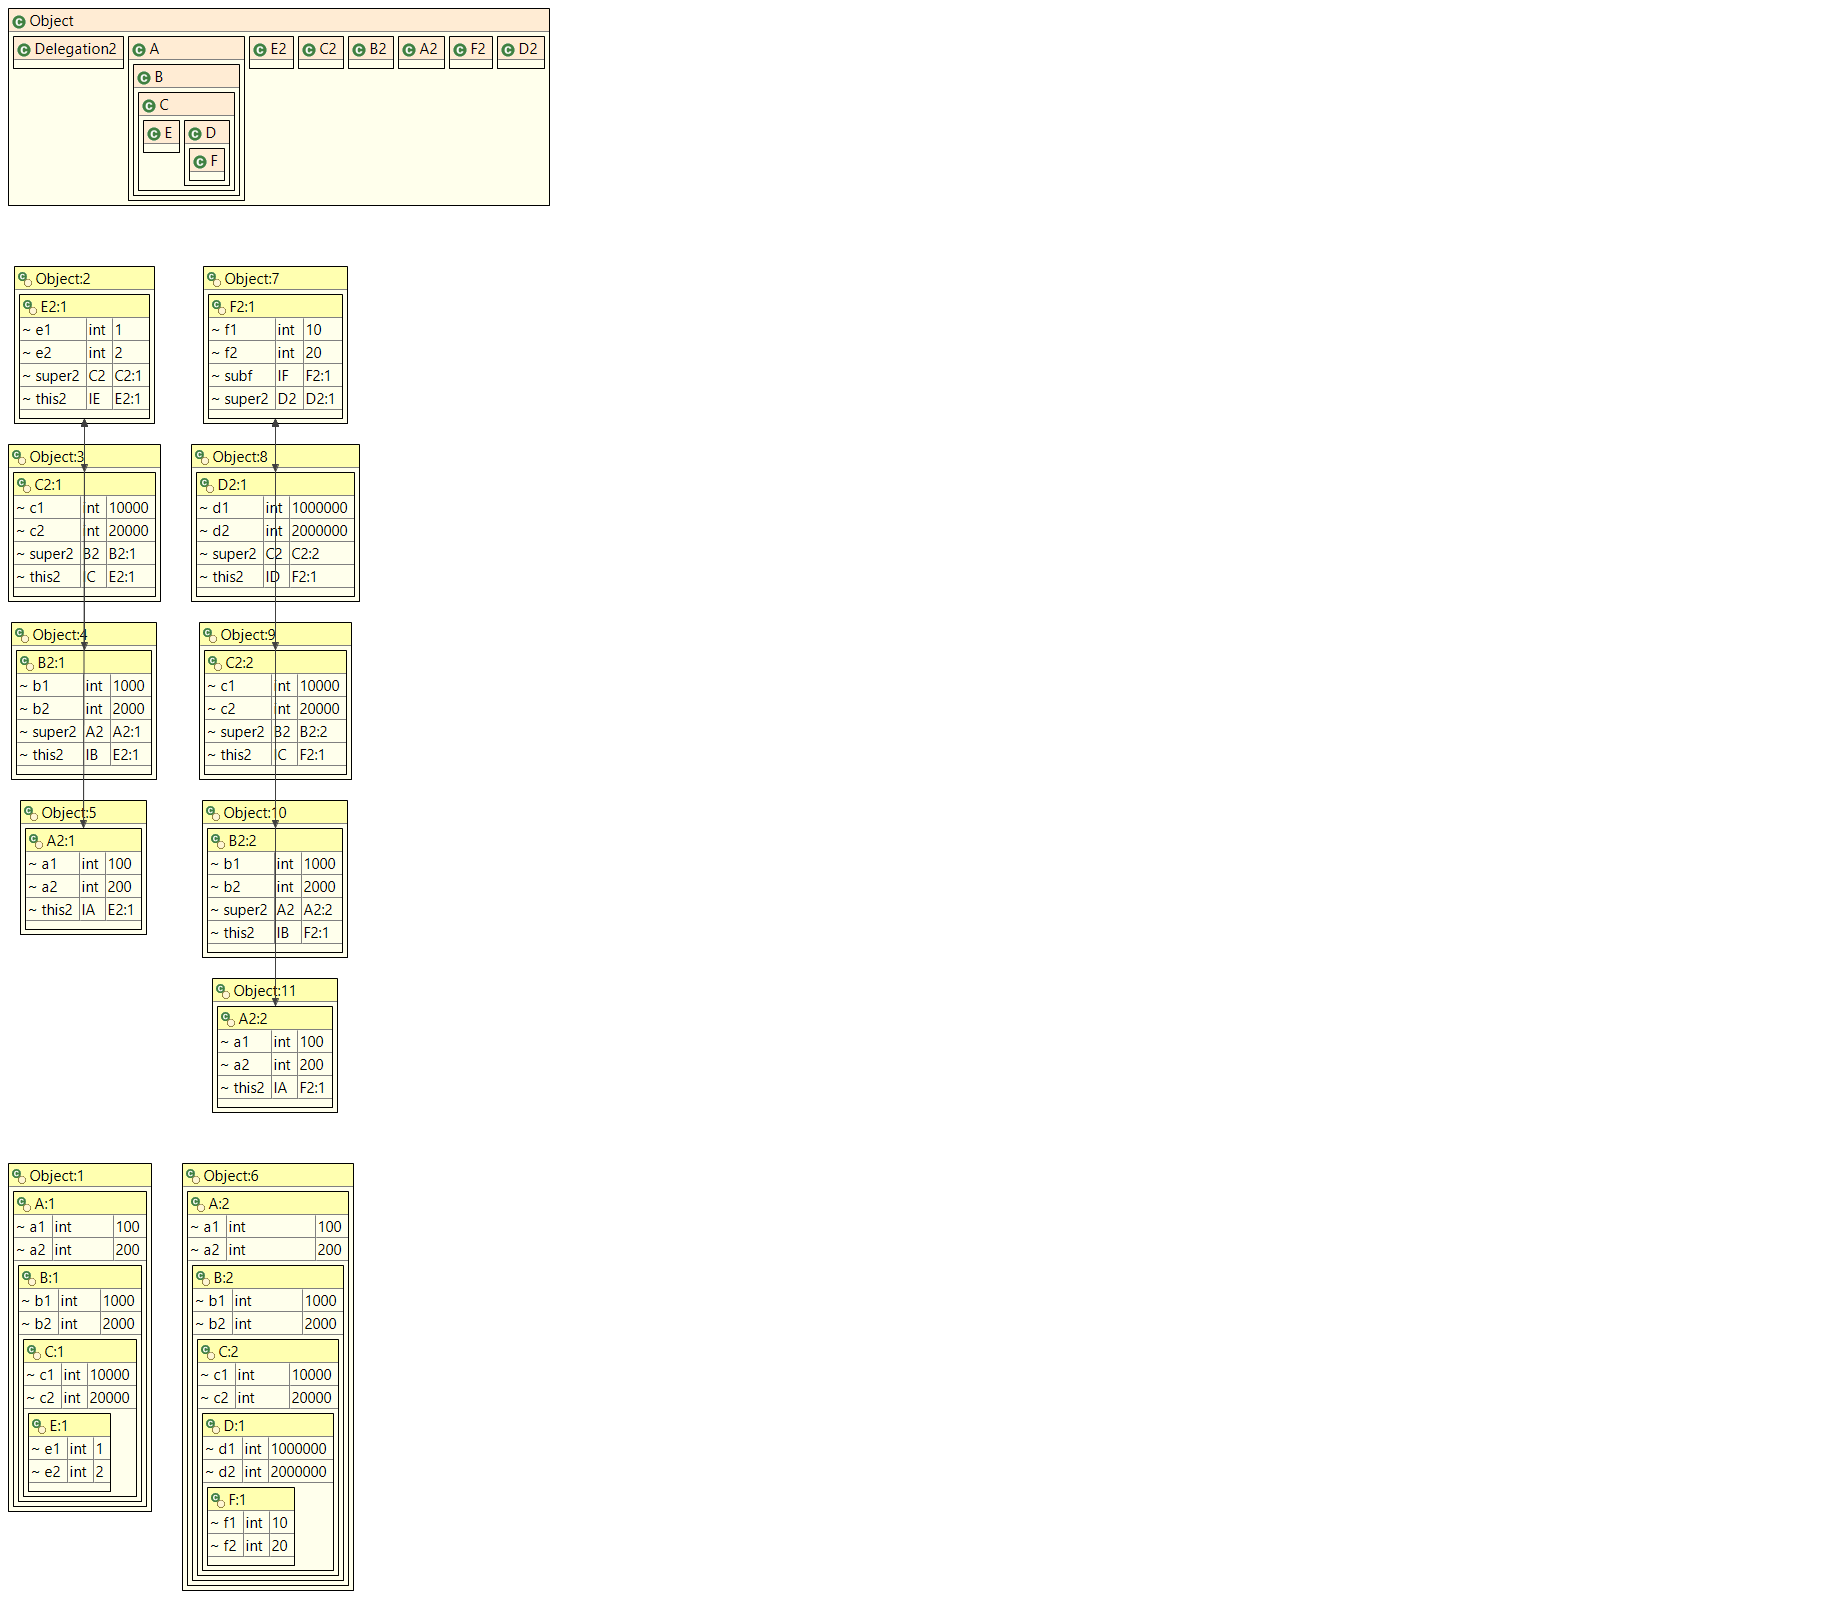 Object
Delegation2 A E2 C2 B2 A2 F2 D2
B
C
E D
F
Object:2
E2:1
~ e1 int 1
~ e2 int 2
~ super2 C2 C2:1
~ this2 IE E2:1
Object:3
C2:1
~ c1 int 10000
~ c2 int 20000
~ super2 B2 B2:1
~ this2 IC E2:1
Object:4
B2:1
~ b1 int 1000
~ b2 int 2000
~ super2 A2 A2:1
~ this2 IB E2:1
Object:5
A2:1
~ a1 int 100
~ a2 int 200
~ this2 IA E2:1
Object:7
F2:1
~ f1 int 10
~ f2 int 20
~ subf IF F2:1
~ super2 D2 D2:1
Object:8
D2:1
~ d1 int 1000000
~ d2 int 2000000
~ super2 C2 C2:2
~ this2 ID F2:1
Object:9
C2:2
~ c1 int 10000
~ c2 int 20000
~ super2 B2 B2:2
~ this2 IC F2:1
Object:10
B2:2
~ b1 int 1000
~ b2 int 2000
~ super2 A2 A2:2
~ this2 IB F2:1
Object:11
A2:2
~ a1 int 100
~ a2 int 200
~ this2 IA F2:1
Object:1
A:1
~ a1 int 100
~ a2 int 200
B:1
~ b1 int 1000
~ b2 int 2000
C:1
~ c1 int 10000
~ c2 int 20000
E:1
~ e1 int 1
~ e2 int 2
Object:6
A:2
~ a1 int 100
~ a2 int 200
B:2
~ b1 int 1000
~ b2 int 2000
C:2
~ c1 int 10000
~ c2 int 20000
D:1
~ d1 int 1000000
~ d2 int 2000000
F:1
~ f1 int 10
~ f2 int 20